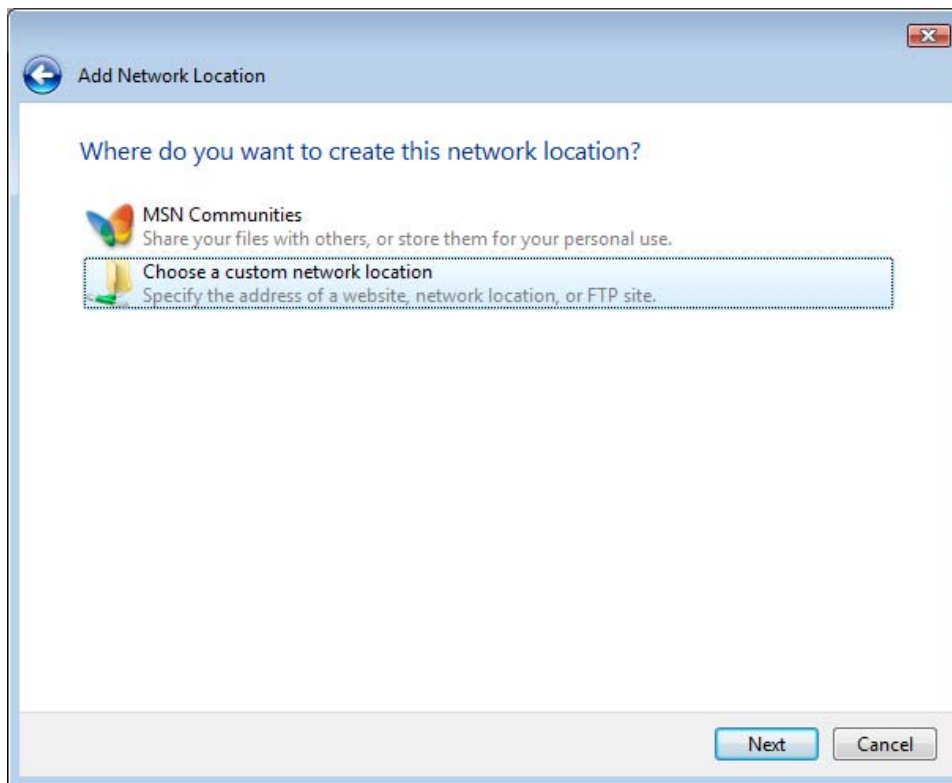 Add Network Location
Where do you want to create this network location?
MSN Communities
Share your files with others, or store them for your personal use.
Choose a custom network location
Specify the address of a website, network location, or FTP site.
Next
Cancel